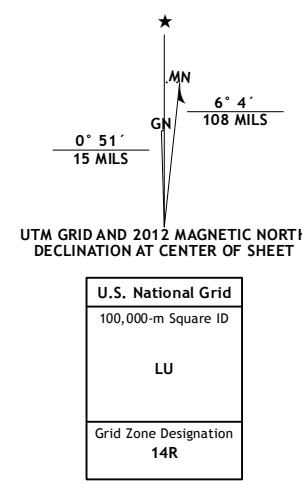 ★
MN
GN
6° 4´
108 MILS
0° 51´
15 MILS
UTM GRID AND 2012 MAGNETIC NORTH
DECLINATION AT CENTER OF SHEET
U.S. National Grid
100,000-m Square ID
LU
Grid Zone Designation
14R